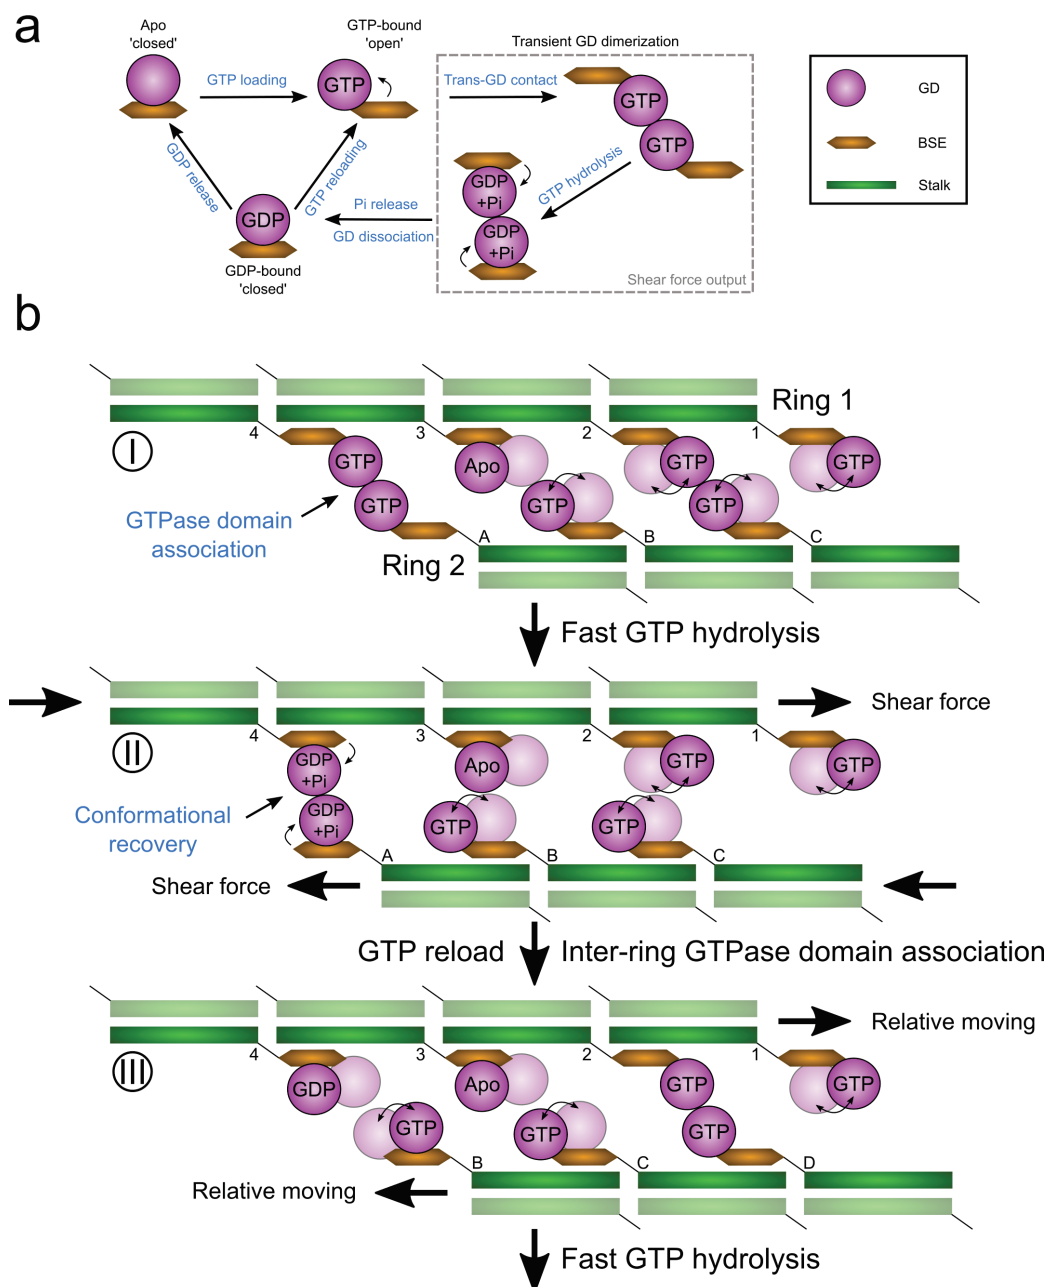 a
Apo
'closed'
GTP-bound
'open'
Transient GD dimerization
GTP loading
GTP
Trans-GD contact
GTP
GTP
GD
BSE
Stalk
GDP release
GTP reloading
GDP
Pi release
GD dissociation
GTP hydrolysis
GDP
+Pi
GDP
+Pi
GDP-bound
'closed'
Shear force output
b
Ring 1
4
3
2
1
I
GTP
Apo
GTP
GTP
GTP
GTP
GTP
GTPase domain
association
Ring 2
A
B
C
Fast GTP hydrolysis
Shear force
4
3
2
1
II
GDP
+Pi
Apo
GTP
GTP
GDP
+Pi
GTP
GTP
Conformational
recovery
A
B
C
Shear force
GTP reload
Inter-ring GTPase domain association
Relative moving
4
3
2
1
III
GDP
Apo
GTP
GTP
GTP
GTP
GTP
B
C
D
Relative moving
Fast GTP hydrolysis